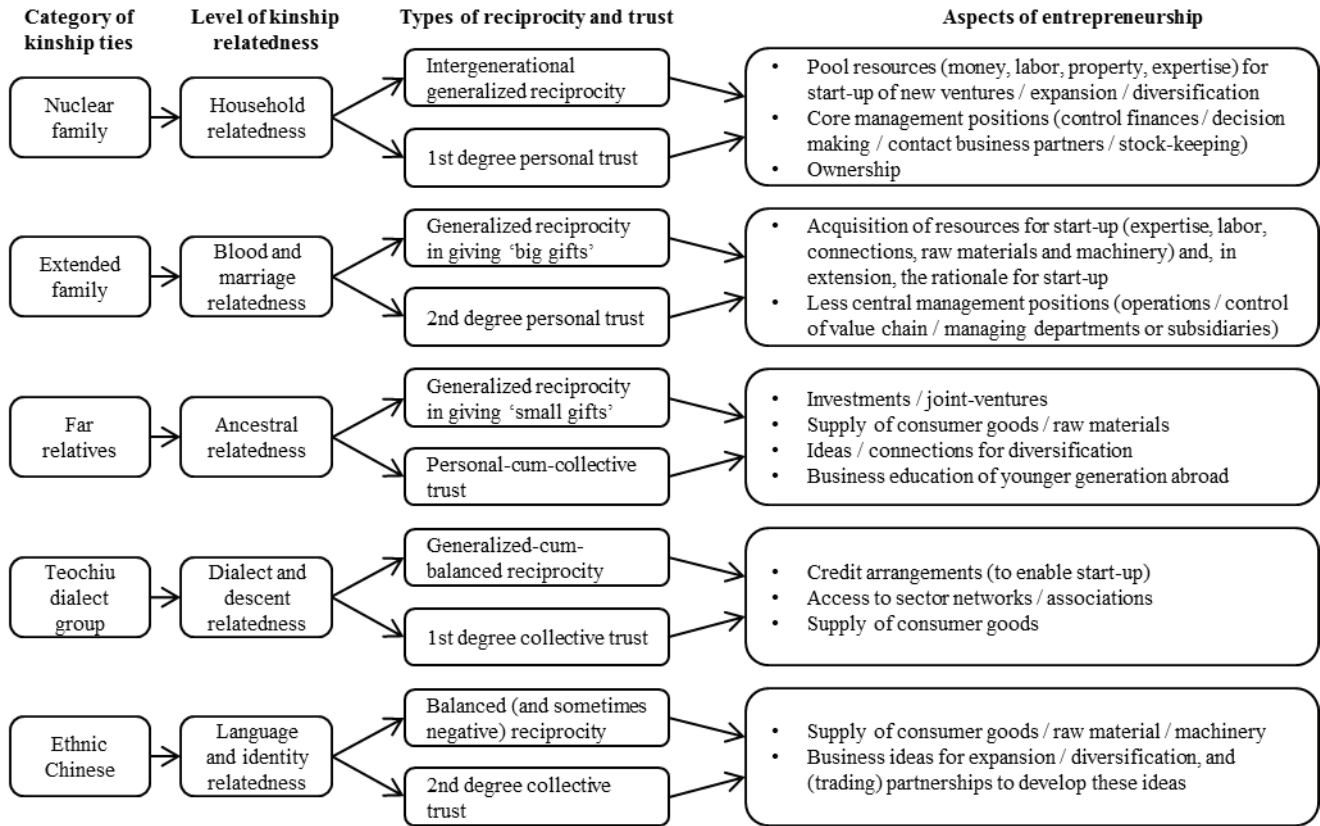 Category of
kinship ties
Level of kinship
relatedness
Types of reciprocity and trust
Aspects of entrepreneurship
Nuclear
family
Household
relatedness
Intergenerational
generalized reciprocity
1st degree personal trust
• Pool resources (money, labor, property, expertise) for
start-up of new ventures / expansion / diversification
• Core management positions (control finances / decision
making / contact business partners / stock-keeping)
• Ownership
Extended
family
Blood and
marriage
relatedness
Generalized reciprocity
in giving ‘big gifts’
2nd degree personal trust
• Acquisition of resources for start-up (expertise, labor,
connections, raw materials and machinery) and, in
extension, the rationale for start-up
• Less central management positions (operations / control
of value chain / managing departments or subsidiaries)
Far
relatives
Ancestral
relatedness
Generalized reciprocity
in giving ‘small gifts’
Personal-cum-collective
trust
• Investments / joint-ventures
• Supply of consumer goods / raw materials
• Ideas / connections for diversification
• Business education of younger generation abroad
Teochiu
dialect
group
Dialect and
descent
relatedness
Generalized-cum-
balanced reciprocity
1st degree collective trust
• Credit arrangements (to enable start-up)
• Access to sector networks / associations
• Supply of consumer goods
Ethnic
Chinese
Language
and identity
relatedness
Balanced (and sometimes
negative) reciprocity
2nd degree collective
trust
• Supply of consumer goods / raw material / machinery
• Business ideas for expansion / diversification, and
(trading) partnerships to develop these ideas